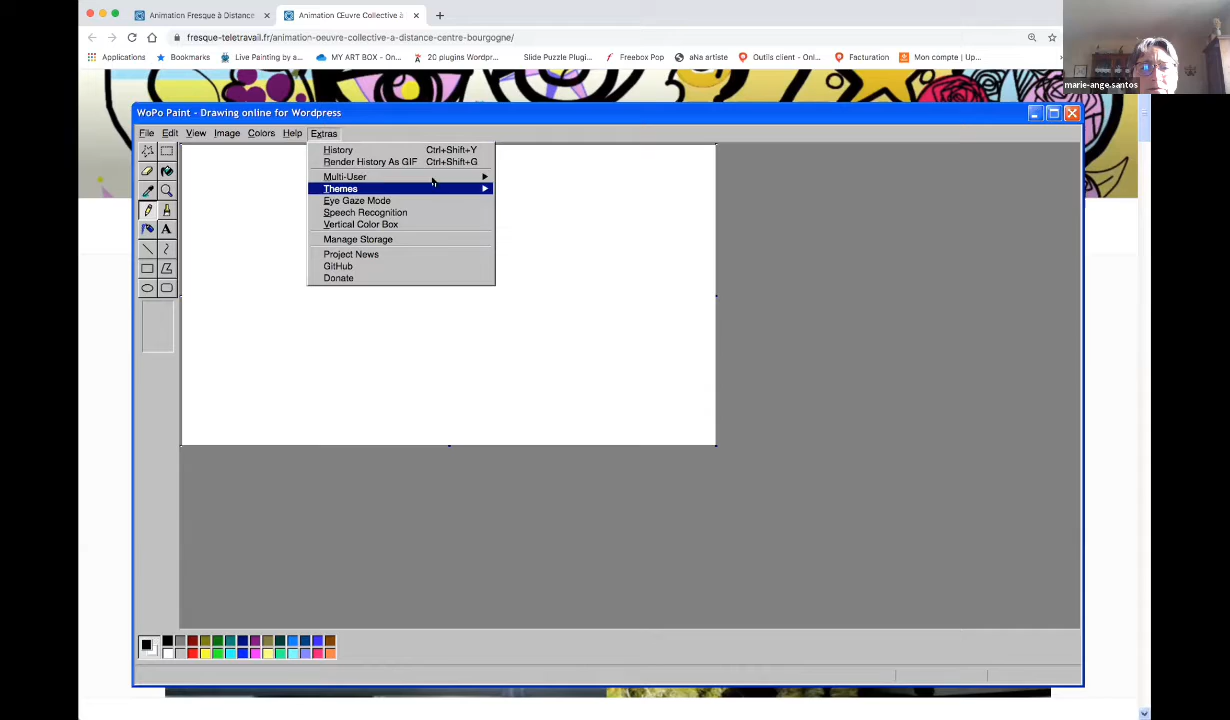 Animation Fresque à Distance
Animation Œuvre Collective à
fresque-teletravail.fr/animation-oeuvre-collective-a-distance-centre-bourgogne/
Applications
Bookmarks
Live Painting by a...
MY ART BOX - On...
20 plugins Wordpr...
Slide Puzzle Plugi...
Freebox Pop
aNa artiste
Outils client - Onl...
Facturation
Mon compte | Up...
marie-ange.santos
WoPo Paint - Drawing online for Wordpress
File Edit View Image Colors Help Extras
History Ctrl+Shift+Y
Render History As GIF Ctrl+Shift+G
Multi-User
Themes
Eye Gaze Mode
Speech Recognition
Vertical Color Box
Manage Storage
Project News
GitHub
Donate
A